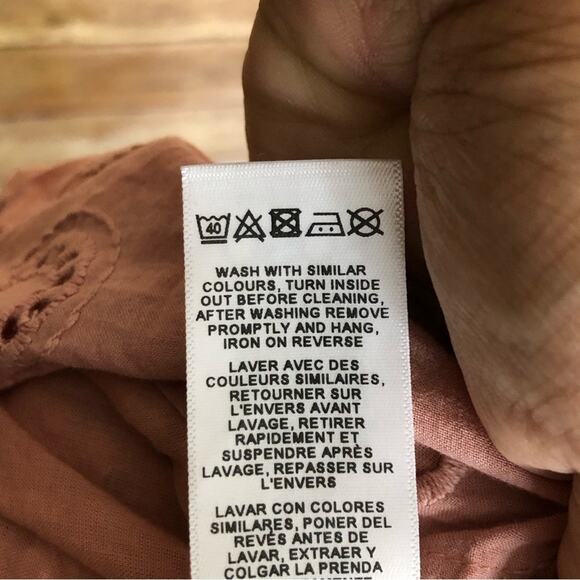 40
WASH WITH SIMILAR
COLOURS, TURN INSIDE
OUT BEFORE CLEANING,
AFTER WASHING REMOVE
PROMPTLY AND HANG,
IRON ON REVERSE
LAVER AVEC DES
COULEURS SIMILAIRES,
RETOURNER SUR
L'ENVERS AVANT
LAVAGE, RETIRER
RAPIDEMENT ET
SUSPENDRE APRÈS
LAVAGE, REPASSER SUR
L'ENVERS
LAVAR CON COLORES
SIMILARES, PONER DEL
REVÉS ANTES DE
LAVAR, EXTRAER Y
COLGAR LA PRENDA